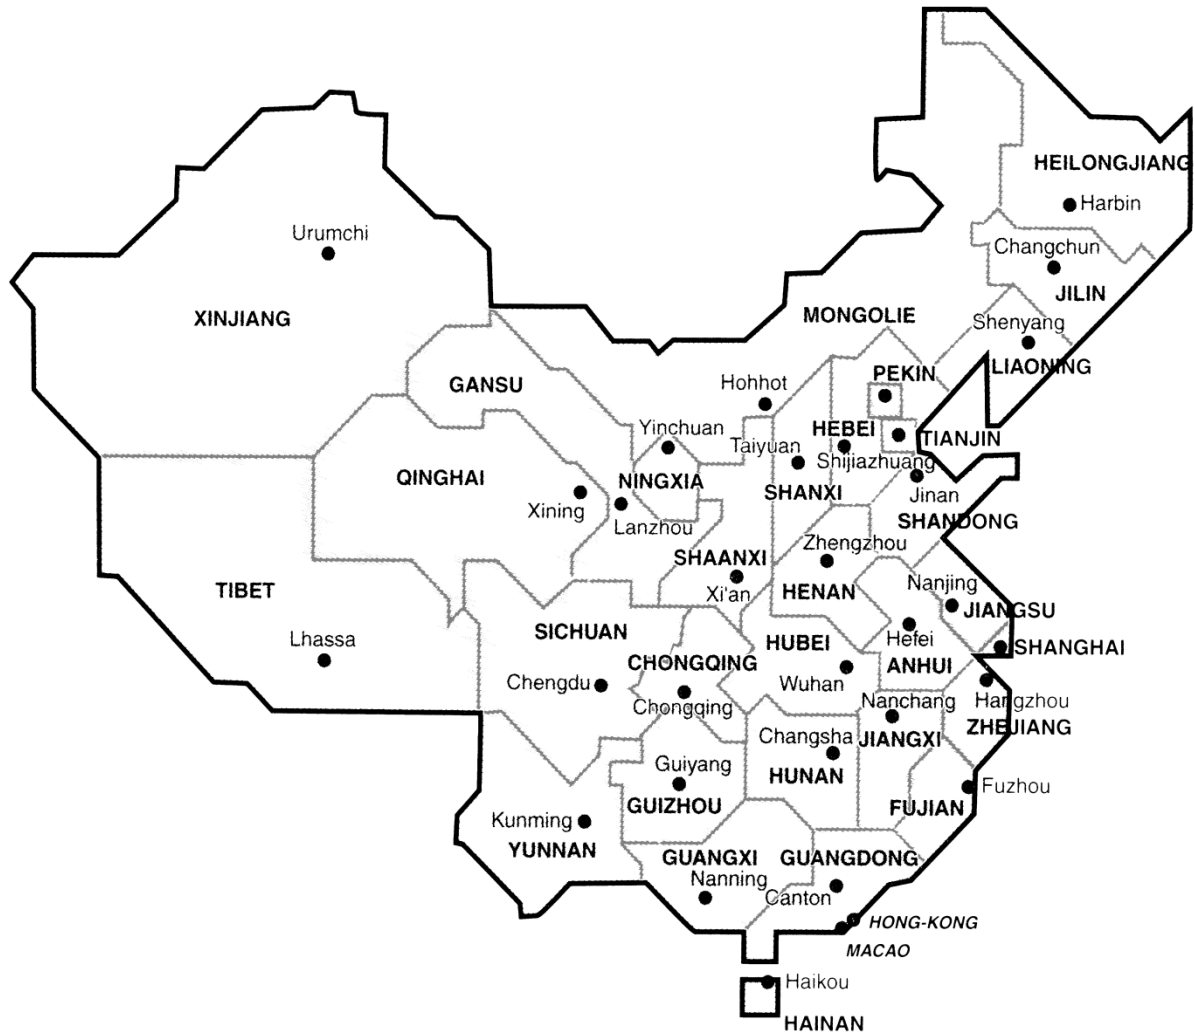 HEILONGJIANG
Harbin
Urumchi
Changchun
JILIN
XINJIANG
MONGOLIE
Shenyang
LIAONING
PEKIN
GANSU
Hohhot
Yinchuan
HEBEI
TIANJIN
Taiyuan
Shijiazhuang
QINGHAI
NINGXIA
SHANXI
Jinan
Xining
Lanzhou
SHANDONG
Zhengzhou
SHAANXI
Nanjing
TIBET
Xi'an
HENAN
JIANGSU
SICHUAN
Hefei
Lhassa
HUBEI
SHANGHAI
CHONGQING
ANHUI
Chengdu
Wuhan
Chongqing
Nanchang
Hangzhou
ZHEJIANG
Changsha
JIANGXI
Guiyang
HUNAN
Fuzhou
GUIZHOU
FUJIAN
Kunming
YUNNAN
GUANGXI
GUANGDONG
Nanning
Canton
HONG-KONG
MACAO
Haikou
HAINAN